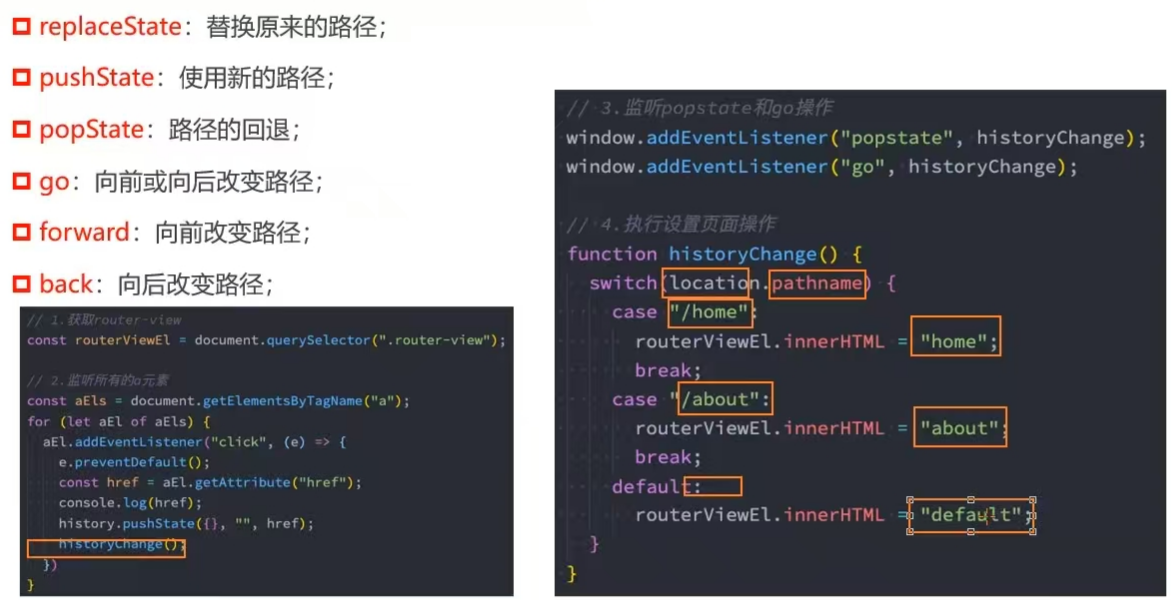 replaceState：替换原来的路径；
pushState：使用新的路径；
popState：路径的回退；
go：向前或向后改变路径；
forward：向前改变路径；
back：向后改变路径；
// 1.获取router-view
const routerViewEl = document.querySelector(".router-view");
// 2.监听所有的a元素
const aEls = document.getElementsByTagName("a");
for (let aEl of aEls) {
aEl.addEventListener("click", (e) => {
e.preventDefault();
const href = aEl.getAttribute("href");
console.log(href);
history.pushState({}, "", href);
historyChange();
})
}
// 3.监听popstate和go操作
window.addEventListener("popstate", historyChange);
window.addEventListener("go", historyChange);
// 4.执行设置页面操作
function historyChange() {
switch(location.pathname) {
case "/home":
routerViewEl.innerHTML = "home";
break;
case "/about":
routerViewEl.innerHTML = "about";
break;
default:
routerViewEl.innerHTML = "default";
}
}